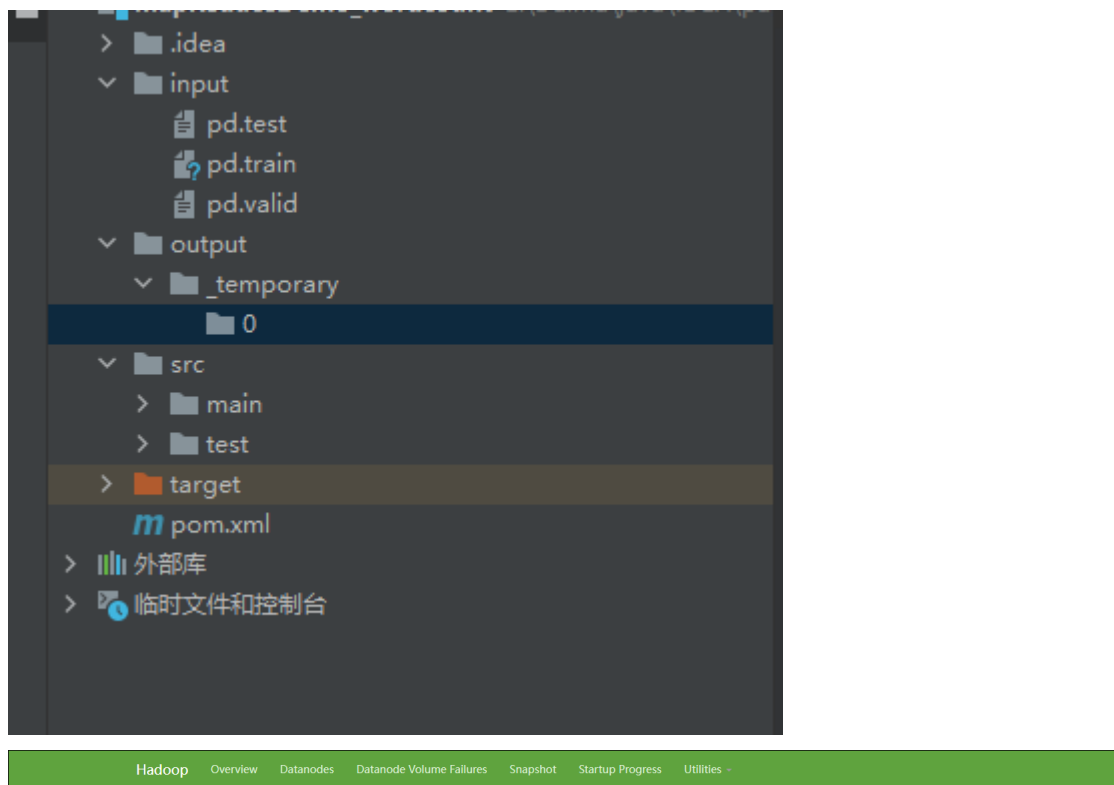 .idea
input
pd.test
pd.train
pd.valid
output
_temporary
0
src
main
test
target
pom.xml
外部库
临时文件和控制台
Hadoop Overview Datanodes Datanode Volume Failures Snapshot Startup Progress Utilities